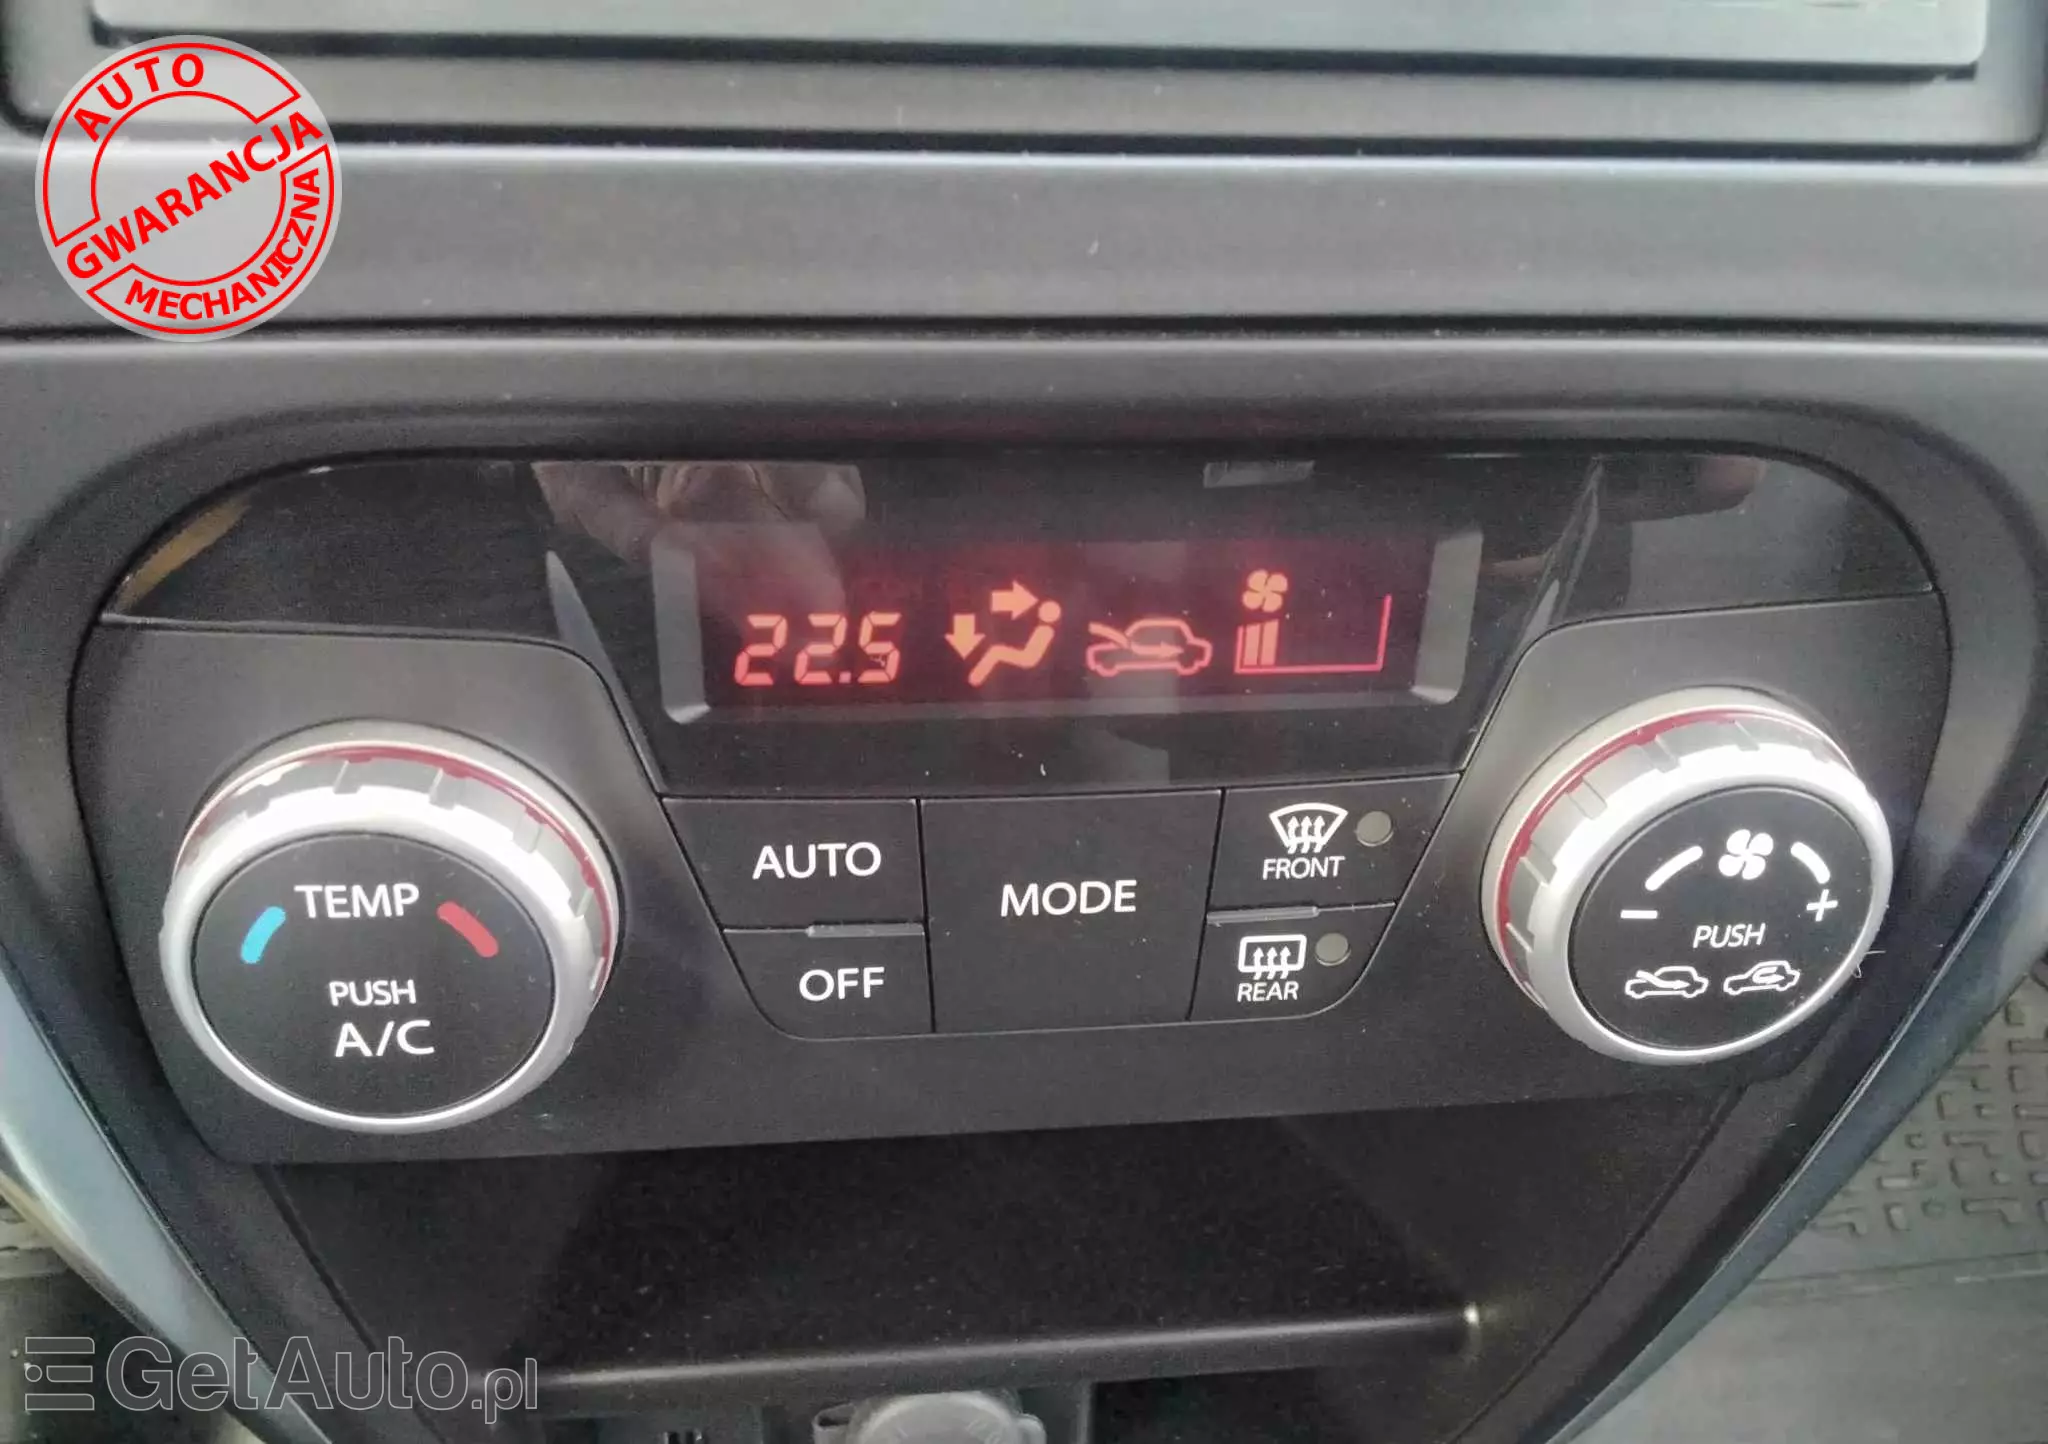 AUTO
GWARANCJA
MECHANICZNA
22.5
TEMP
PUSH
A/C
AUTO
OFF
MODE
FRONT
REAR
- +
PUSH
GetAuto.pl